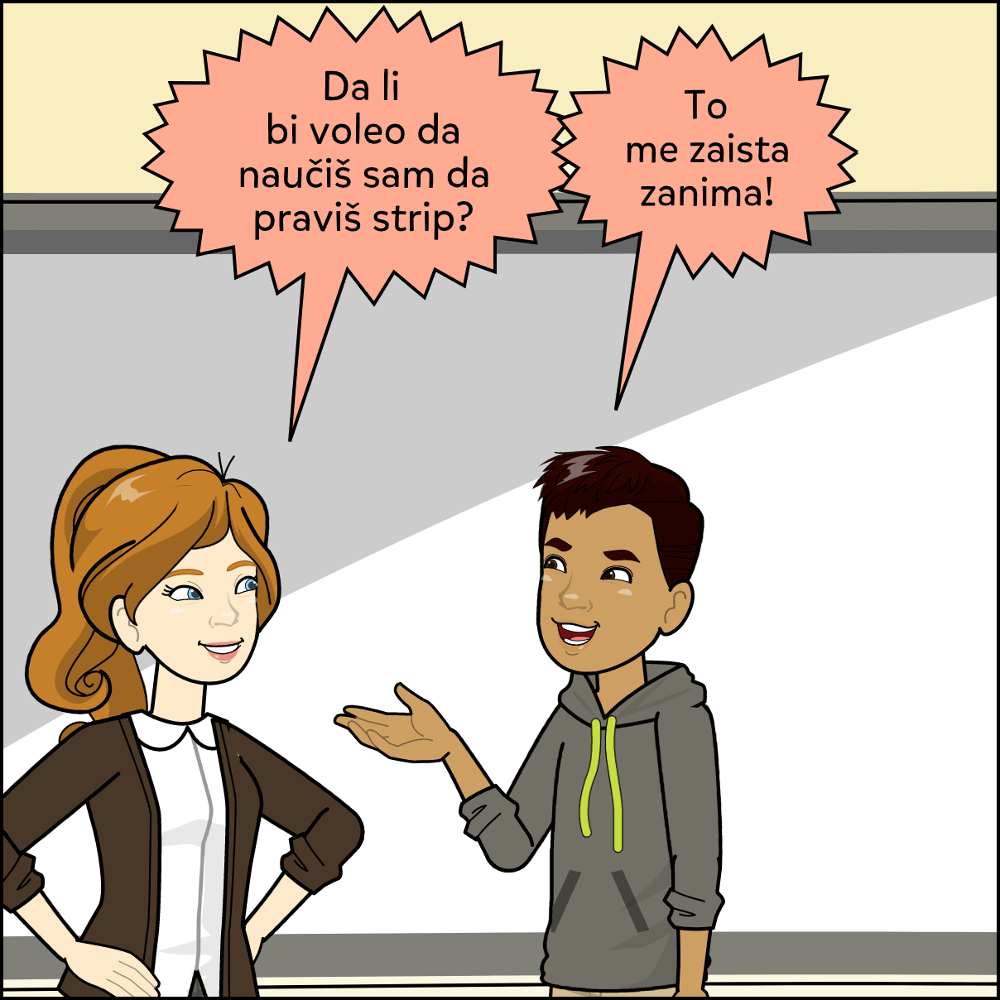 Da li
bi voleo da
naučiš sam da
praviš strip?
To
me zaista
zanima!